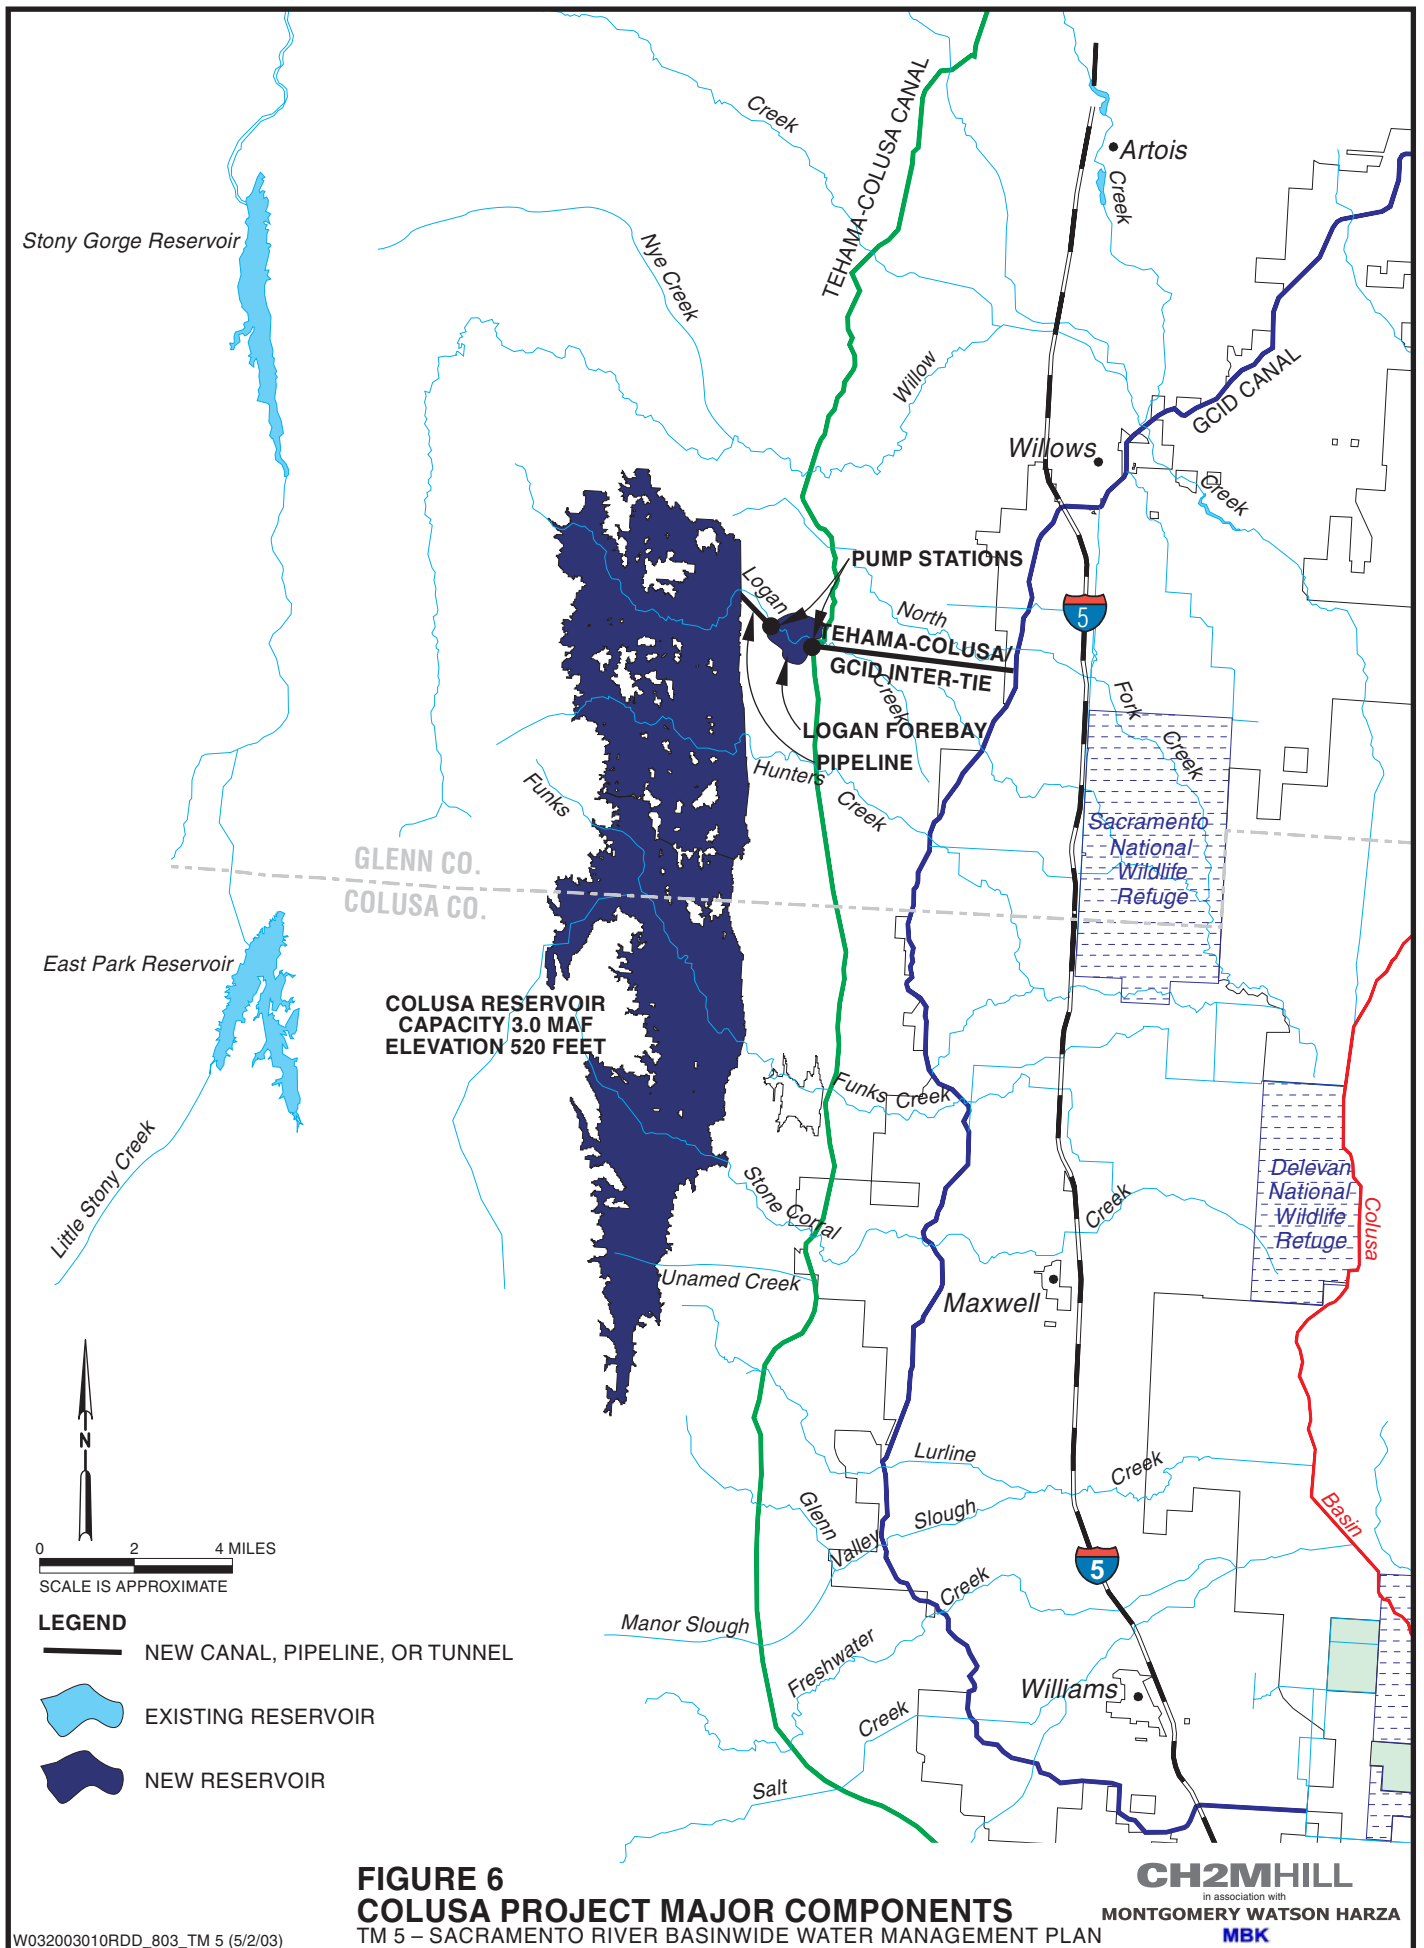 Creek
TEHAMA-COLUSA CANAL
Artois
Creek
Stony Gorge Reservoir
Nye Creek
Willow
GCID CANAL
Willows
Creek
PUMP STATIONS
Logan
North
5
TEHAMA-COLUSA/
GCID INTER-TIE
Creek
Fork
Creek
LOGAN FOREBAY
PIPELINE
Hunters
Creek
Funks
Sacramento
National
Wildlife
Refuge
GLENN CO.
COLUSA CO.
East Park Reservoir
COLUSA RESERVOIR
CAPACITY 3.0 MAF
ELEVATION 520 FEET
Funks Creek
Little Stony Creek
Delevan
National
Wildlife
Refuge
Stone Corral
Creek
Colusa
Unamed Creek
Maxwell
Lurline
Creek
Glenn
Valley
Slough
Basin
N
0 2 4 MILES
SCALE IS APPROXIMATE
5
Creek
Manor Slough
Freshwater
Creek
Williams
Salt
LEGEND
NEW CANAL, PIPELINE, OR TUNNEL
EXISTING RESERVOIR
NEW RESERVOIR
FIGURE 6
COLUSA PROJECT MAJOR COMPONENTS
TM 5 – SACRAMENTO RIVER BASINWIDE WATER MANAGEMENT PLAN
CH2MHILL
in association with
MONTGOMERY WATSON HARZA
MBK
W032003010RDD_803_TM 5 (5/2/03)